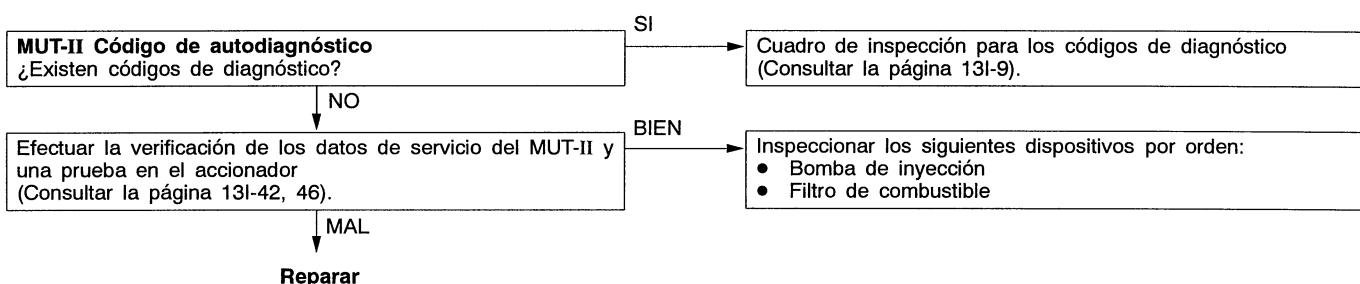 SI
MUT-II Código de autodiagnóstico
¿Existen códigos de diagnóstico?
Cuadro de inspección para los códigos de diagnóstico
(Consultar la página 13I-9).
NO
BIEN
Efectuar la verificación de los datos de servicio del MUT-II y
una prueba en el accionador
(Consultar la página 13I-42, 46).
Inspeccionar los siguientes dispositivos por orden:
● Bomba de inyección
● Filtro de combustible
MAL
Reparar